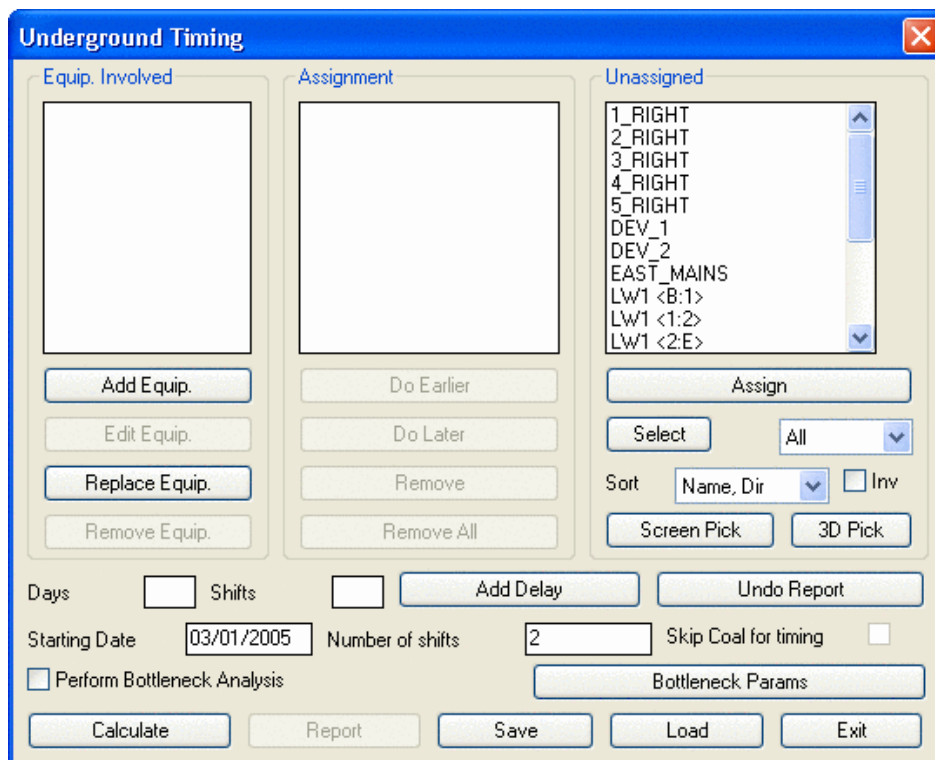 Underground Timing
Equip. Involved
Assignment
Unassigned
1_RIGHT
2_RIGHT
3_RIGHT
4_RIGHT
5_RIGHT
DEV_1
DEV_2
EAST_MAINS
LW1 <B:1>
LW1 <1:2>
LW1 <2:E>
Add Equip.
Do Earlier
Assign
Edit Equip.
Do Later
Select
All
Replace Equip.
Remove
Sort
Name, Dir
Inv
Remove Equip.
Remove All
Screen Pick
3D Pick
Days
Shifts
Add Delay
Undo Report
Starting Date
03/01/2005
Number of shifts
2
Skip Coal for timing
Perform Bottleneck Analysis
Bottleneck Params
Calculate
Report
Save
Load
Exit